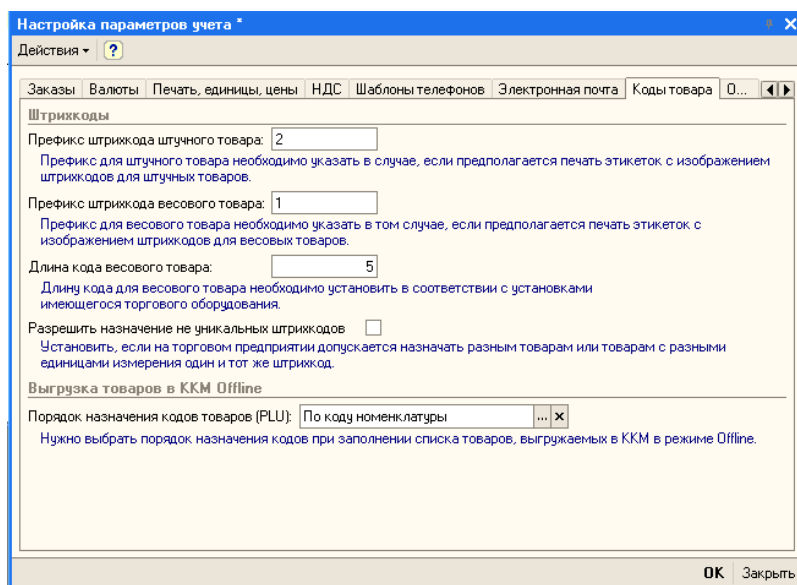 Настройка параметров учета *
Действия
?
Заказы Валюты Печать, единицы, цены НДС Шаблоны телефонов Электронная почта Коды товара О...
Штрихкоды
Префикс штрихкода штучного товара: 2
Префикс для штучного товара необходимо указать в случае, если предполагается печать этикеток с изображением
штрихкодов для штучных товаров.
Префикс штрихкода весового товара: 1
Префикс для весового товара необходимо указать в том случае, если предполагается печать этикеток с
изображением штрихкодов для весовых товаров.
Длина кода весового товара: 5
Длину кода для весового товара необходимо установить в соответствии с установками
имеющегося торгового оборудования.
Разрешить назначение не уникальных штрихкодов
Установить, если на торговом предприятии допускается назначать разным товарам или товарам с разными
единицами измерения один и тот же штрихкод.
Выгрузка товаров в ККМ Offline
Порядок назначения кодов товаров (PLU): По коду номенклатуры ... x
Нужно выбрать порядок назначения кодов при заполнении списка товаров, выгружаемых в ККМ в режиме Offline.
OK Закрыть